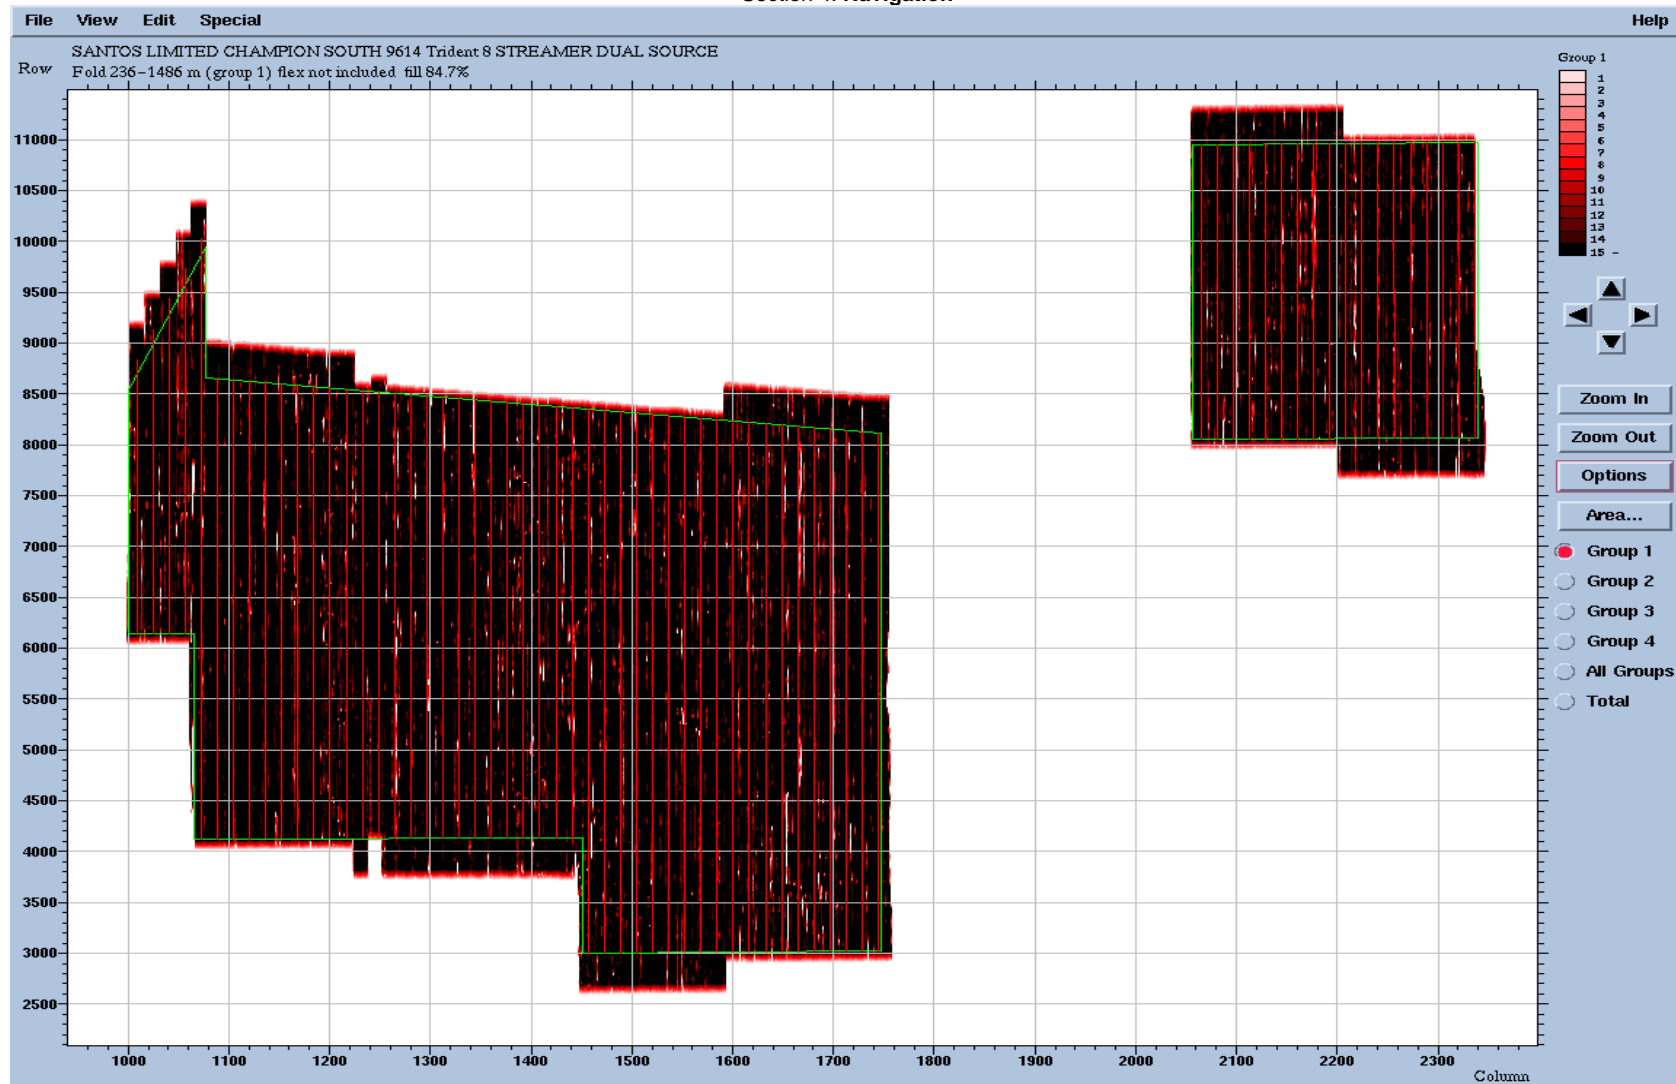 Section 4: Navigation
File View Edit Special Help
SANTOS LIMITED CHAMPION SOUTH 9614 Trident 8 STREAMER DUAL SOURCE
Row Fold 236-1486 m (group 1) flex not included fill 84.7%
Group 1
1
2
3
4
5
6
7
8
9
10
11
12
13
14
15 -
11000
10500
10000
9500
9000
8500
8000
7500
7000
6500
6000
5500
5000
4500
4000
3500
3000
2500
Zoom In
Zoom Out
Options
Area...
Group 1
Group 2
Group 3
Group 4
All Groups
Total
1000 1100 1200 1300 1400 1500 1600 1700 1800 1900 2000 2100 2200 2300
Column